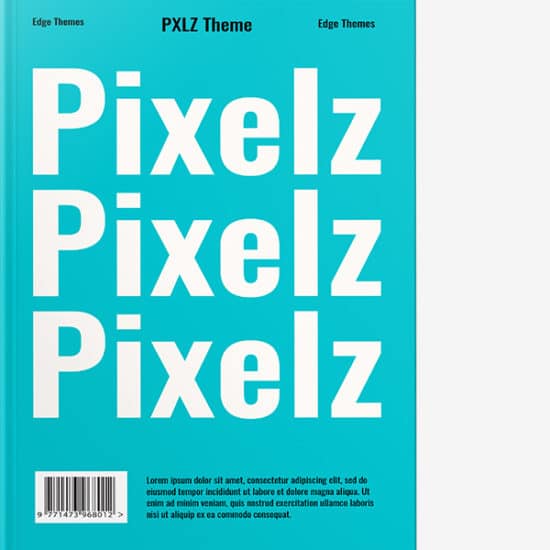 Edge Themes PXLZ Theme Edge Themes
Pixelz
Pixelz
Pixelz
Lorem ipsum dolor sit amet, consectetur adipiscing elit, sed do
eiusmod tempor incididunt ut labore et dolore magna aliqua. Ut
enim ad minim veniam, quis nostrud exercitation ullamco laboris
nisi ut aliquip ex ea commodo consequat.
9 771473 968012 >